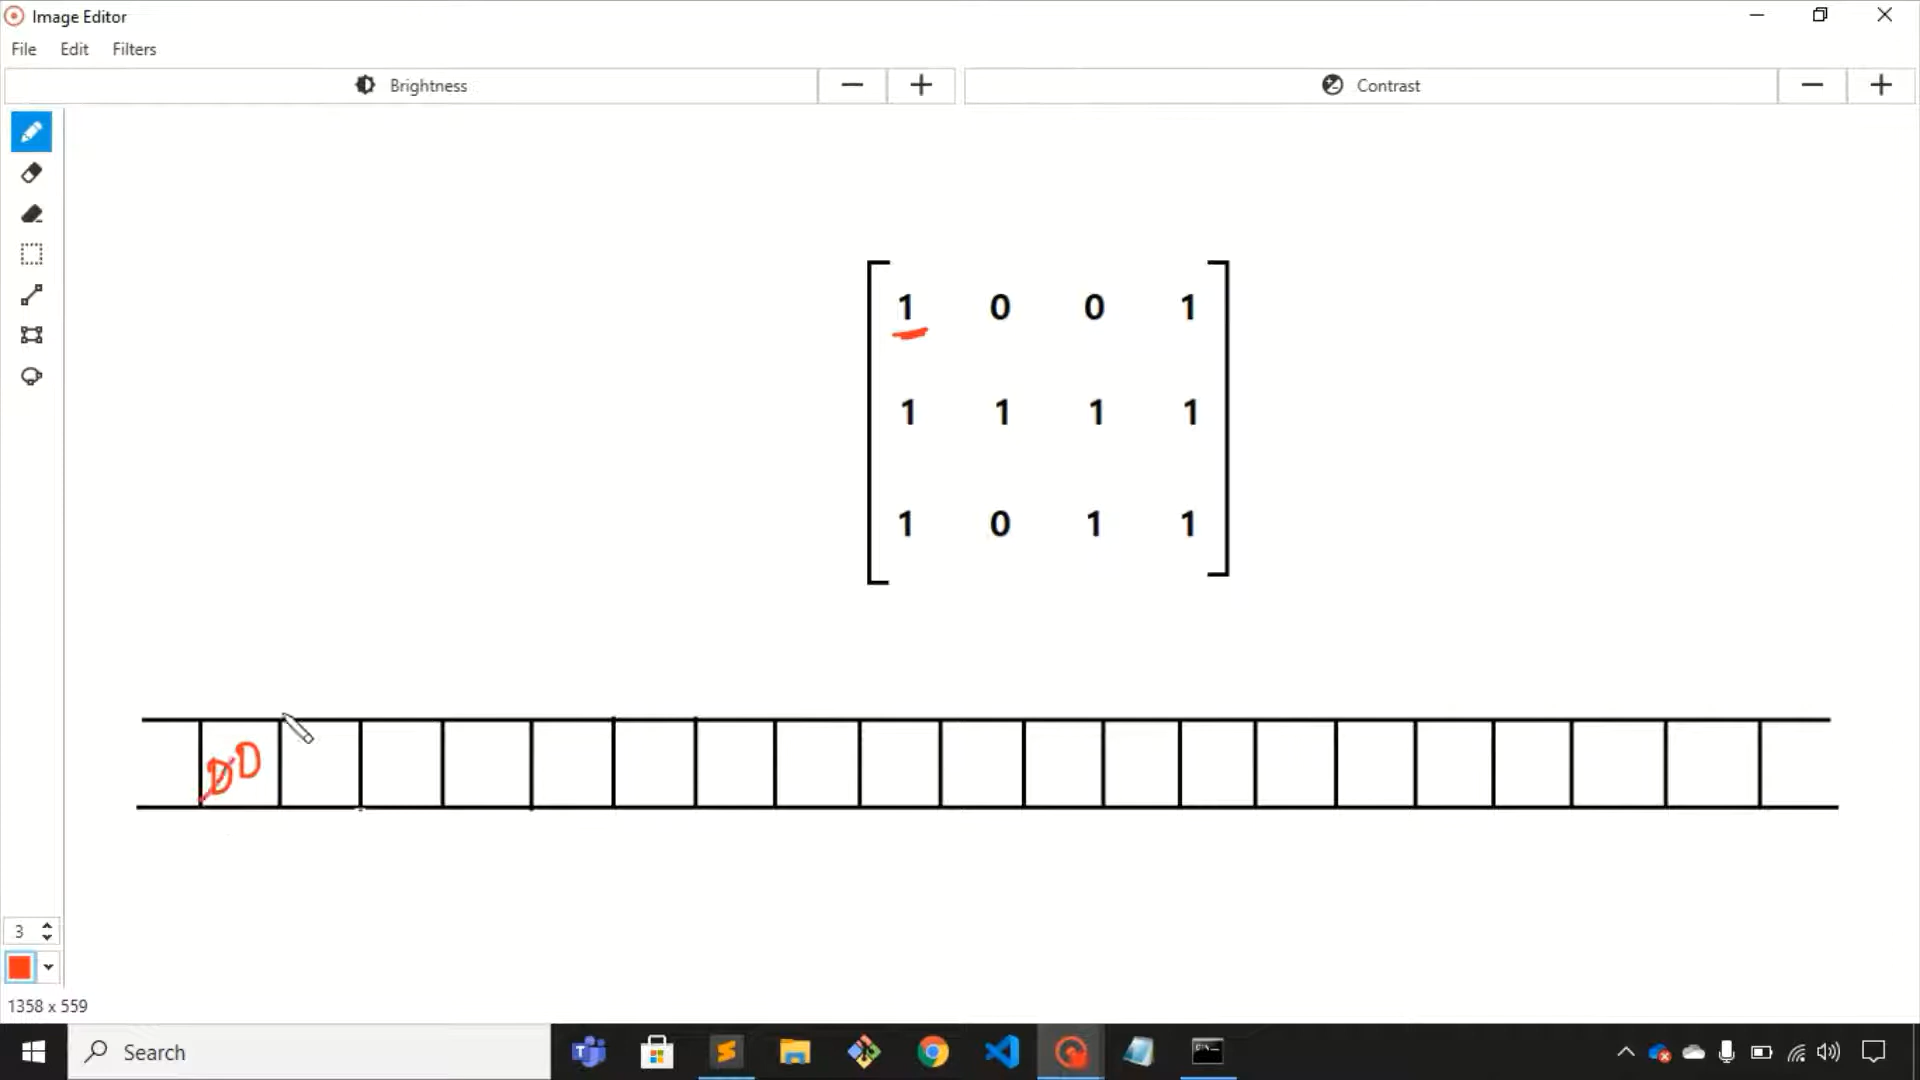 Image Editor
File Edit Filters
Brightness Contrast
1 0 0 1
1 1 1 1
1 0 1 1
D D
3
1358 x 559
Search